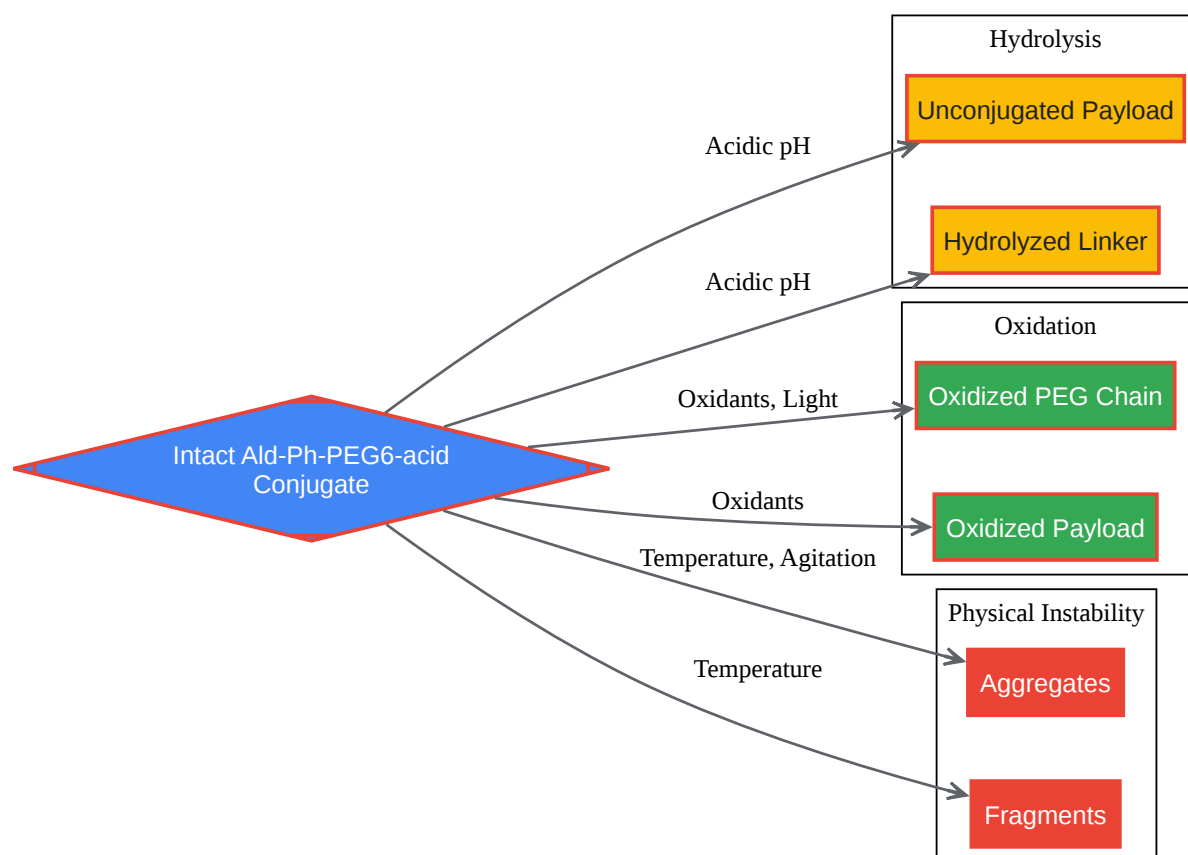 Hydrolysis
Unconjugated Payload
Acidic pH
Hydrolyzed Linker
Acidic pH
Oxidation
Oxidized PEG Chain
Oxidants, Light
Intact Ald-Ph-PEG6-acid
Conjugate
Oxidants
Oxidized Payload
Temperature, Agitation
Physical Instability
Temperature
Aggregates
Fragments